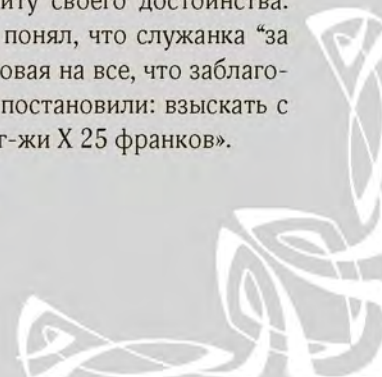 иту своего достоинства.
понял, что служанка “за
овая на все, что заблаго-
постановили: взыскать с
г-жи X 25 франков».